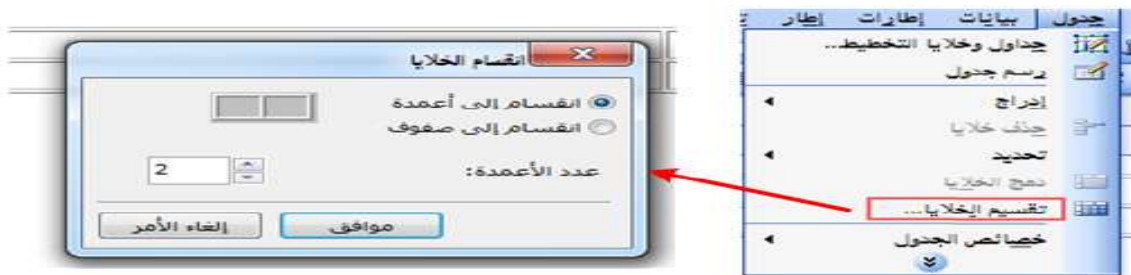 جدول بيانات إطارات إطار
جداول وخلايا التخطيط...
رسم جدول
إدراج
حذف خلايا
تحديد
دمج الخلايا
تقسيم الخلايا...
خصائص الجدول
انقسام الخلايا
انقسام إلى أعمدة
انقسام إلى صفوف
عدد الأعمدة: 2
موافق إلغاء الأمر